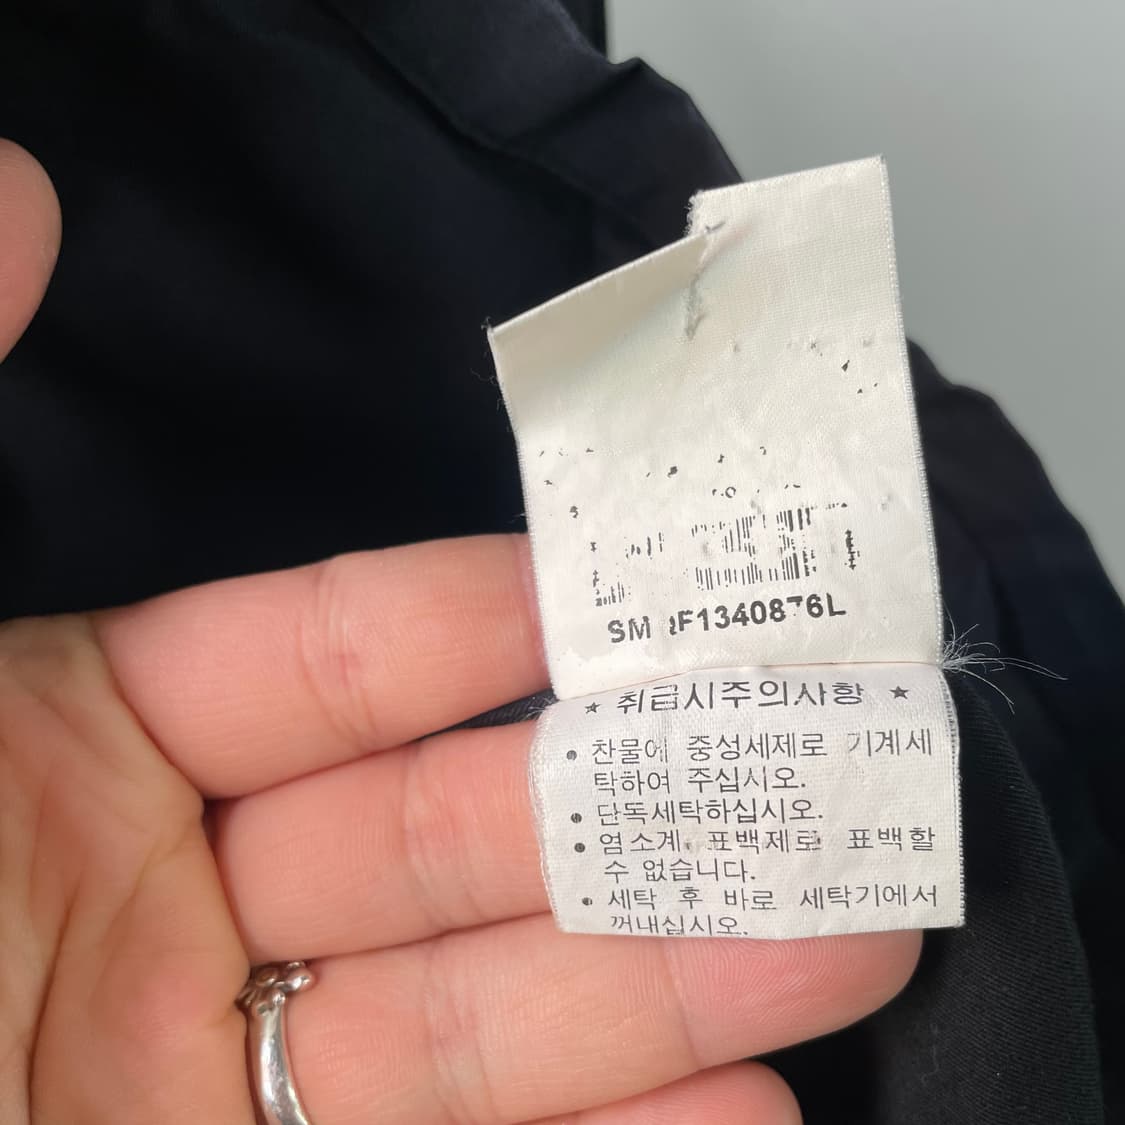 ★ 취급시주의사항 ★
● 찬물에 중성세제로 기계세
탁하여 주십시오.
● 단독세탁하십시오.
● 염소계 표백제로 표백할
수 없습니다.
● 세탁 후 바로 세탁기에서
꺼내십시오.